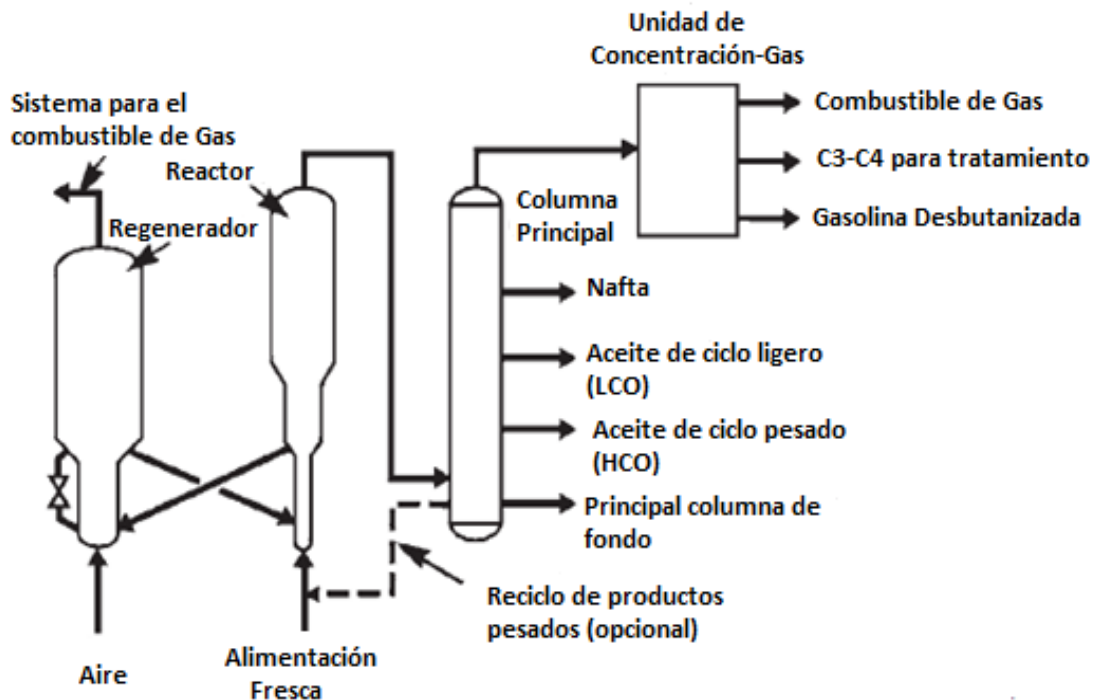 Unidad de
Concentración-Gas
Sistema para el
combustible de Gas
Reactor
Regenerador
Columna
Principal
Combustible de Gas
C3-C4 para tratamiento
Gasolina Desbutanizada
Nafta
Aceite de ciclo ligero
(LCO)
Aceite de ciclo pesado
(HCO)
Principal columna de
fondo
Reciclo de productos
pesados (opcional)
Aire
Alimentación
Fresca